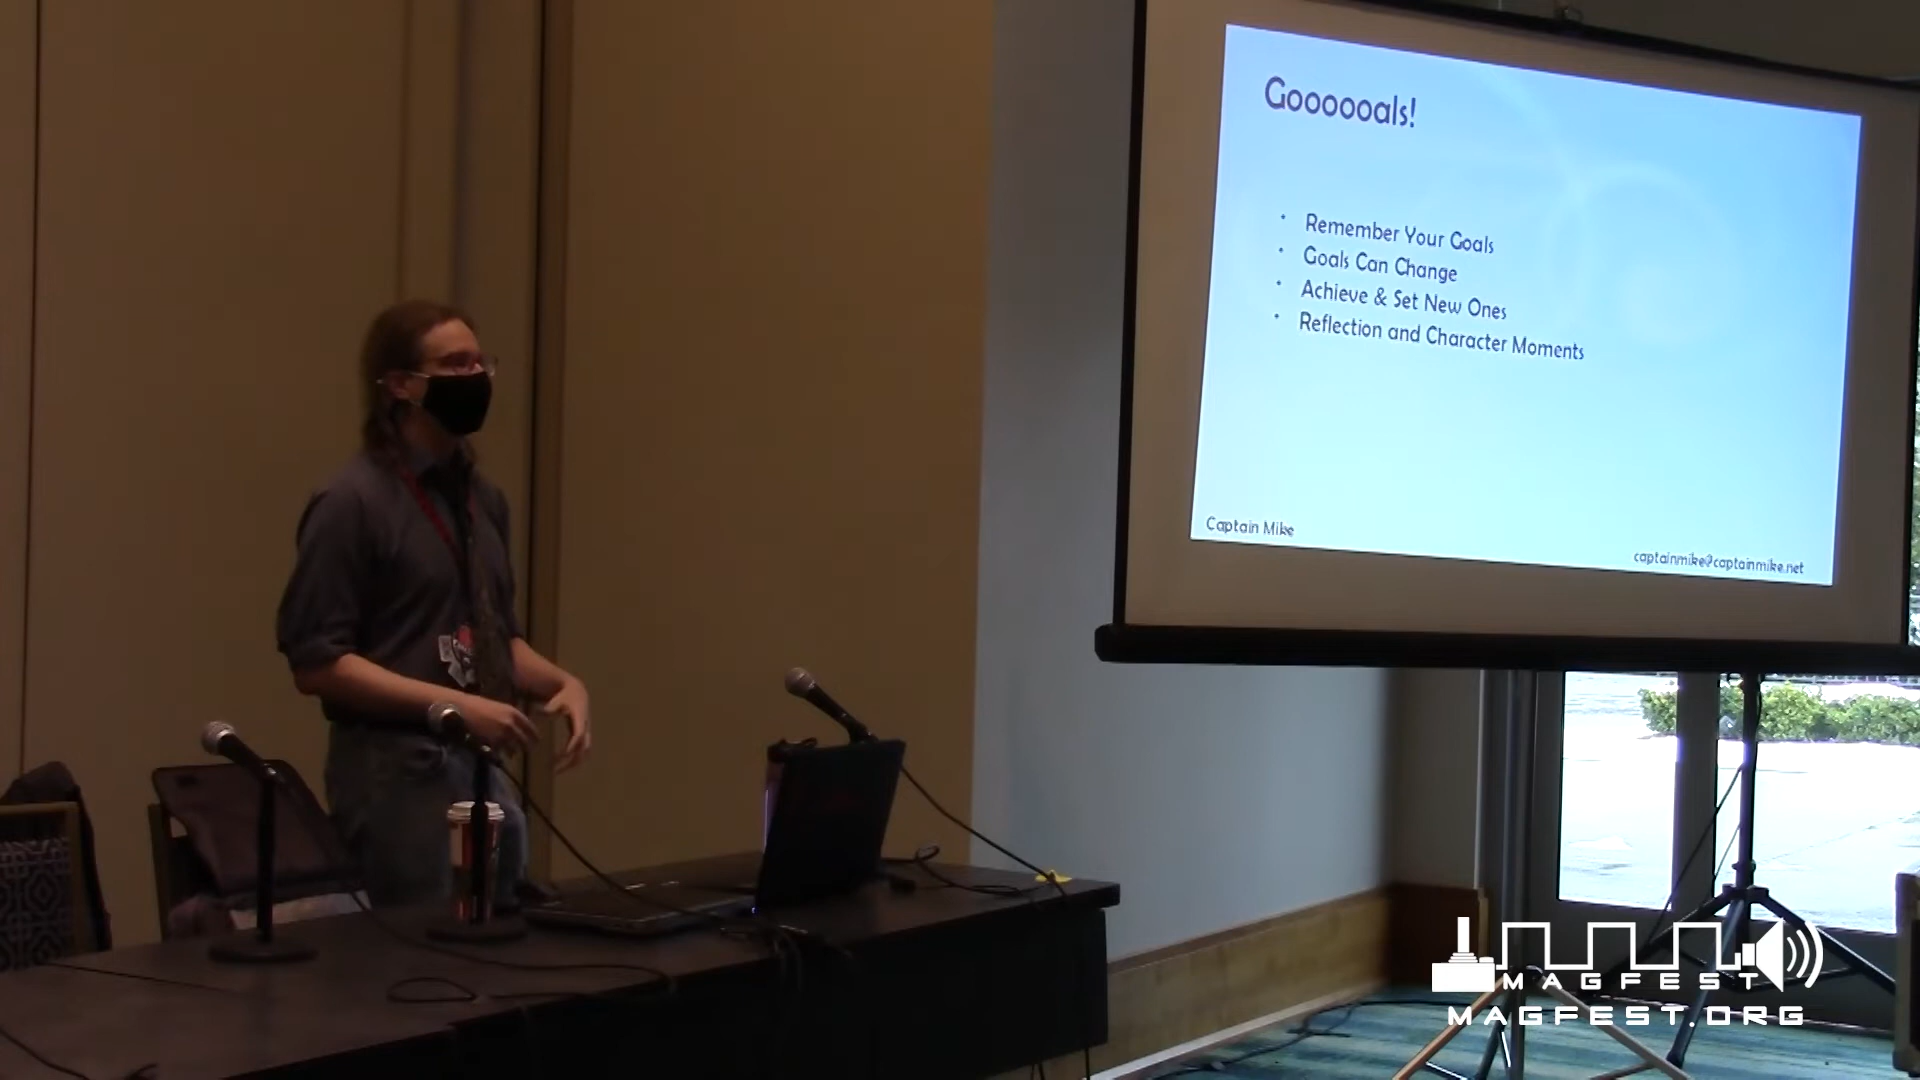 Goooooals!
• Remember Your Goals
• Goals Can Change
• Achieve & Set New Ones
• Reflection and Character Moments
Captain Mike
captainmike@captainmike.net
MAGFEST
MAGFEST.ORG